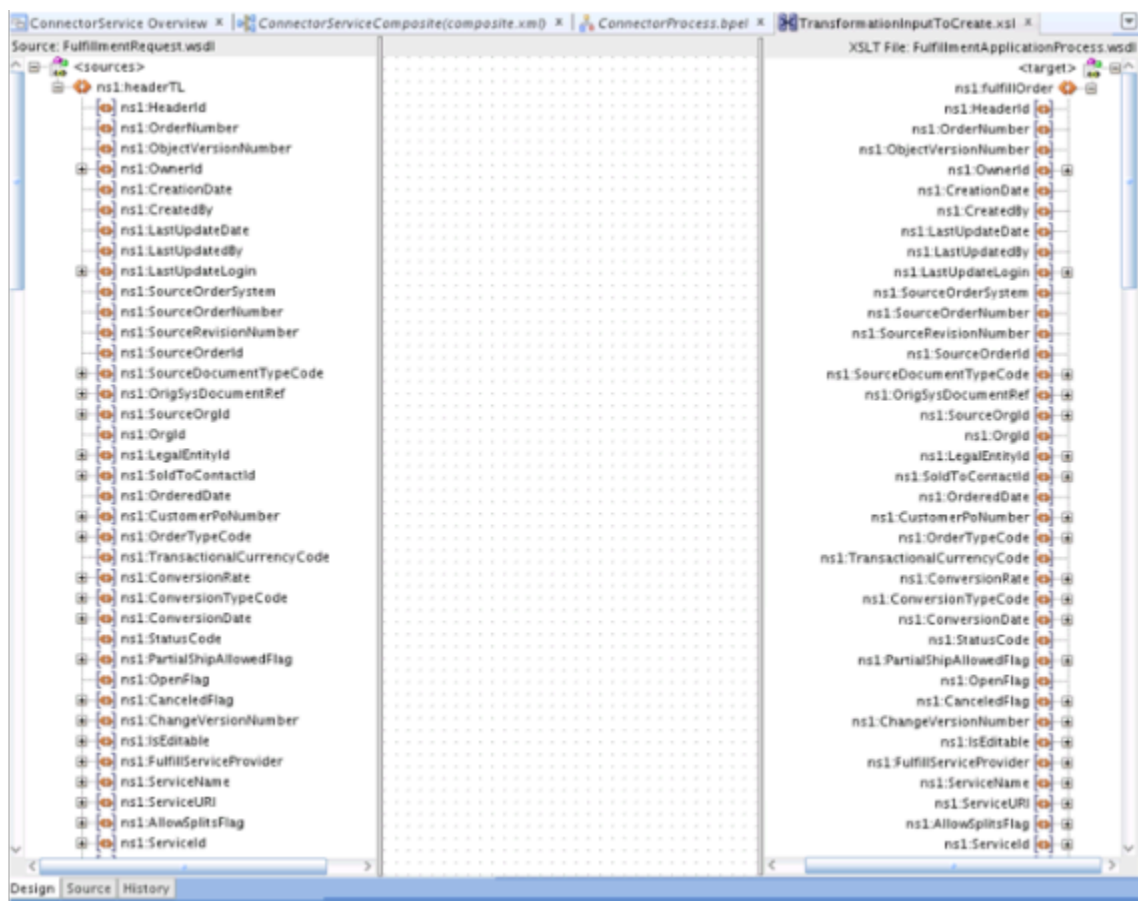 ConnectorService Overview ConnectorServiceComposite(composite.xml) ConnectorProcess.bpel TransformationInputToCreate.xsl
Source: FulfillmentRequest.wsdl XSLT File: FulfillmentApplicationProcess.wsdl
<sources> <target>
ns1:headerTL ns1:fulfillOrder
ns1:HeaderId ns1:HeaderId
ns1:OrderNumber ns1:OrderNumber
ns1:ObjectVersionNumber ns1:ObjectVersionNumber
ns1:OwnerId ns1:OwnerId
ns1:CreationDate ns1:CreationDate
ns1:CreatedBy ns1:CreatedBy
ns1:LastUpdateDate ns1:LastUpdateDate
ns1:LastUpdatedBy ns1:LastUpdatedBy
ns1:LastUpdateLogin ns1:LastUpdateLogin
ns1:SourceOrderSystem ns1:SourceOrderSystem
ns1:SourceOrderNumber ns1:SourceOrderNumber
ns1:SourceRevisionNumber ns1:SourceRevisionNumber
ns1:SourceOrderId ns1:SourceOrderId
ns1:SourceDocumentTypeCode ns1:SourceDocumentTypeCode
ns1:OrigSysDocumentRef ns1:OrigSysDocumentRef
ns1:SourceOrgId ns1:SourceOrgId
ns1:OrgId ns1:OrgId
ns1:LegalEntityId ns1:LegalEntityId
ns1:SoldToContactId ns1:SoldToContactId
ns1:OrderedDate ns1:OrderedDate
ns1:CustomerPoNumber ns1:CustomerPoNumber
ns1:OrderTypeCode ns1:OrderTypeCode
ns1:TransactionalCurrencyCode ns1:TransactionalCurrencyCode
ns1:ConversionRate ns1:ConversionRate
ns1:ConversionTypeCode ns1:ConversionTypeCode
ns1:ConversionDate ns1:ConversionDate
ns1:StatusCode ns1:StatusCode
ns1:PartialShipAllowedFlag ns1:PartialShipAllowedFlag
ns1:OpenFlag ns1:OpenFlag
ns1:CanceledFlag ns1:CanceledFlag
ns1:ChangeVersionNumber ns1:ChangeVersionNumber
ns1:IsEditable ns1:IsEditable
ns1:FulfillServiceProvider ns1:FulfillServiceProvider
ns1:ServiceName ns1:ServiceName
ns1:ServiceURI ns1:ServiceURI
ns1:AllowSplitsFlag ns1:AllowSplitsFlag
ns1:ServiceId ns1:ServiceId
Design Source History